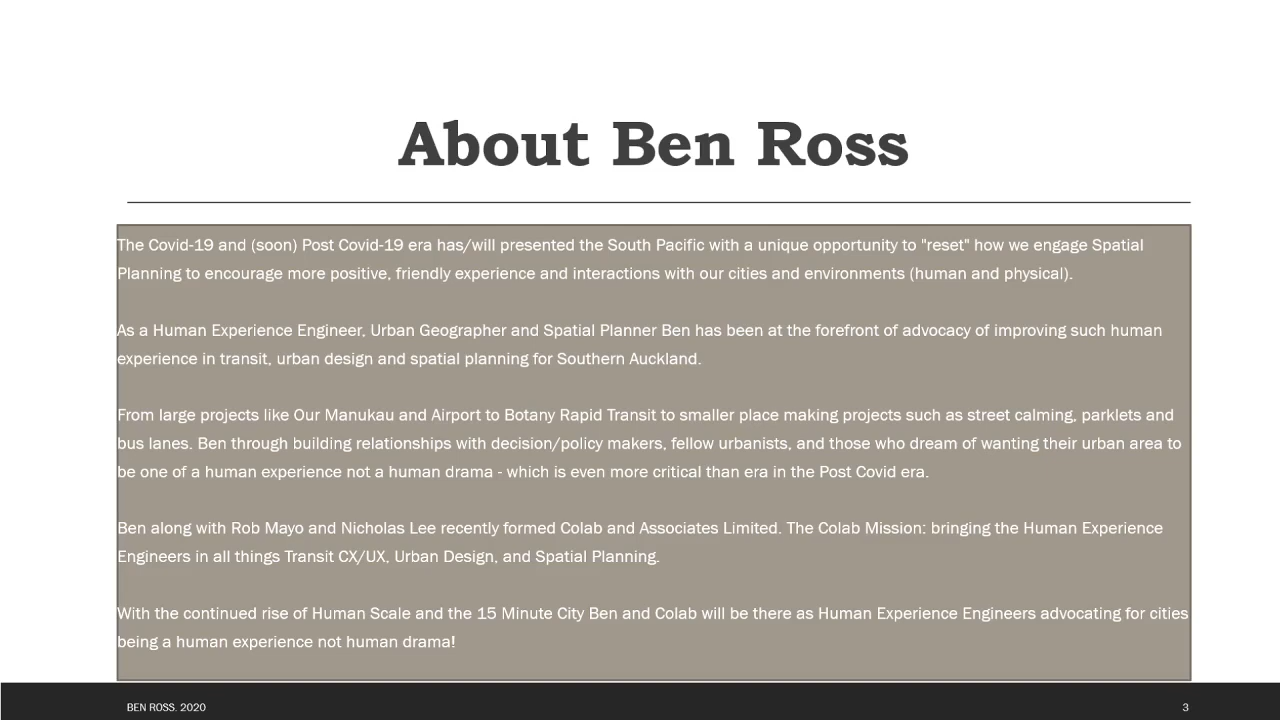 About Ben Ross
The Covid-19 and (soon) Post Covid-19 era has/will presented the South Pacific with a unique opportunity to "reset" how we engage Spatial
Planning to encourage more positive, friendly experience and interactions with our cities and environments (human and physical).
As a Human Experience Engineer, Urban Geographer and Spatial Planner Ben has been at the forefront of advocacy of improving such human
experience in transit, urban design and spatial planning for Southern Auckland.
From large projects like Our Manukau and Airport to Botany Rapid Transit to smaller place making projects such as street calming, parklets and
bus lanes. Ben through building relationships with decision/policy makers, fellow urbanists, and those who dream of wanting their urban area to
be one of a human experience not a human drama - which is even more critical than era in the Post Covid era.
Ben along with Rob Mayo and Nicholas Lee recently formed Colab and Associates Limited. The Colab Mission: bringing the Human Experience
Engineers in all things Transit CX/UX, Urban Design, and Spatial Planning.
With the continued rise of Human Scale and the 15 Minute City Ben and Colab will be there as Human Experience Engineers advocating for cities
being a human experience not human drama!
BEN ROSS. 2020
3